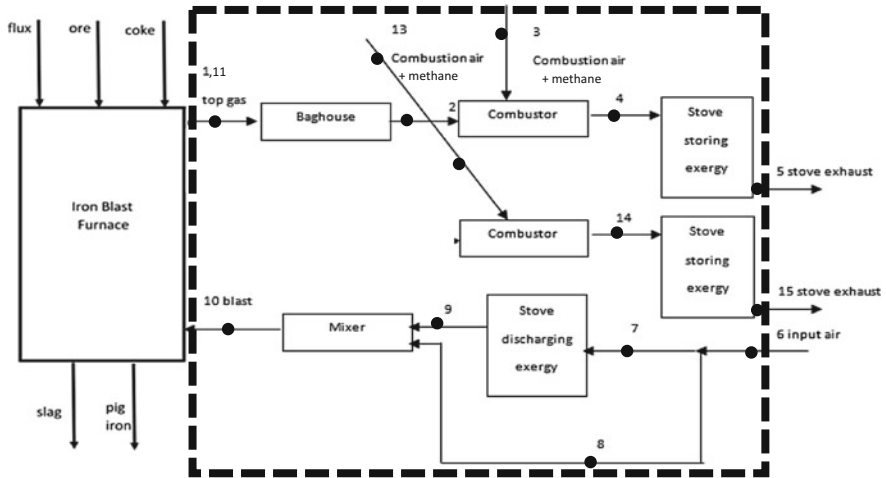 flux
ore
coke
1,11
top gas
Baghouse
2
13
Combustion air
+ methane
3
Combustion air
+ methane
Combustor
4
Stove
storing
exergy
5 stove exhaust
Iron Blast
Furnace
Combustor
14
Stove
storing
exergy
15 stove exhaust
10 blast
Mixer
9
Stove
discharging
exergy
7
6 input air
8
slag
pig
iron